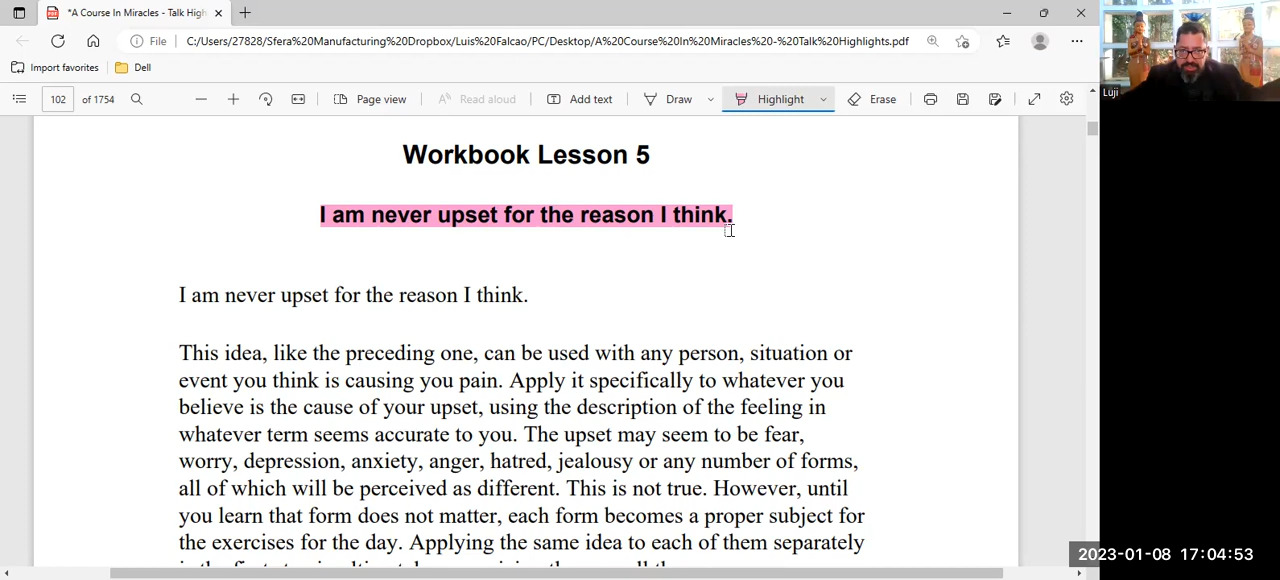 *A Course In Miracles - Talk High
File
C:/Users/27828/Sfera%20Manufacturing%20Dropbox/Luis%20Falcao/PC/Desktop/A%20Course%20In%20Miracles%20-%20Talk%20Highlights.pdf
Import favorites
Dell
102 of 1754
Page view
Read aloud
Add text
Draw
Highlight
Erase
Lúji
Workbook Lesson 5
I am never upset for the reason I think.
I am never upset for the reason I think.
This idea, like the preceding one, can be used with any person, situation or
event you think is causing you pain. Apply it specifically to whatever you
believe is the cause of your upset, using the description of the feeling in
whatever term seems accurate to you. The upset may seem to be fear,
worry, depression, anxiety, anger, hatred, jealousy or any number of forms,
all of which will be perceived as different. This is not true. However, until
you learn that form does not matter, each form becomes a proper subject for
the exercises for the day. Applying the same idea to each of them separately
2023-01-08 17:04:53